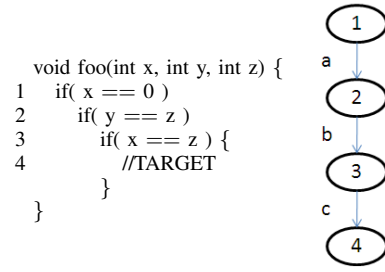 void foo(int x, int y, int z) {
1 if( x == 0 )
2 if( y == z )
3 if( x == z ) {
4 //TARGET
}
}
1
a
2
b
3
c
4